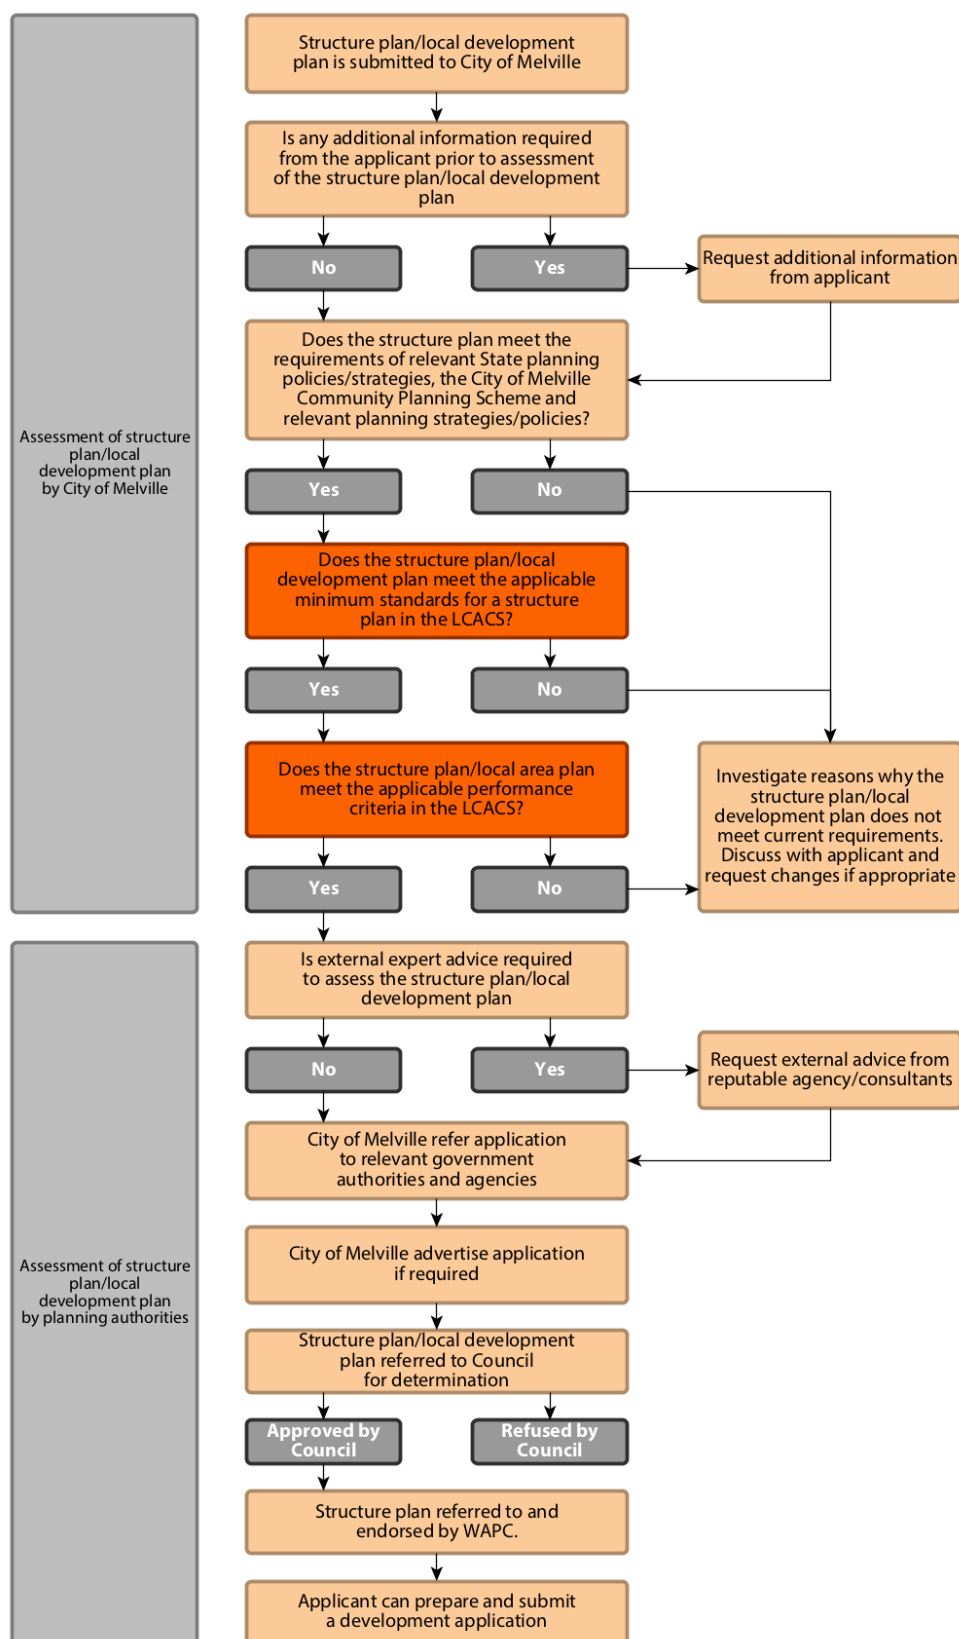 Structure plan/local development
plan is submitted to City of Melville
Is any additional information required
from the applicant prior to assessment
of the structure plan/local development
plan
No
Yes
Request additional information
from applicant
Does the structure plan meet the
requirements of relevant State planning
policies/strategies, the City of Melville
Community Planning Scheme and
relevant planning strategies/policies?
Assessment of structure
plan/local
development plan
by City of Melville
Yes
No
Does the structure plan/local
development plan meet the applicable
minimum standards for a structure
plan in the LCACS?
Yes
No
Does the structure plan/local area plan
meet the applicable performance
criteria in the LCACS?
Investigate reasons why the
structure plan/local
development plan does not
meet current requirements.
Discuss with applicant and
request changes if appropriate
Yes
No
Is external expert advice required
to assess the structure plan/local
development plan
No
Yes
Request external advice from
reputable agency/consultants
City of Melville refer application
to relevant government
authorities and agencies
City of Melville advertise application
if required
Assessment of structure
plan/local
development plan
by planning authorities
Structure plan/local development
plan referred to Council
for determination
Approved by
Council
Refused by
Council
Structure plan referred to and
endorsed by WAPC.
Applicant can prepare and submit
a development application